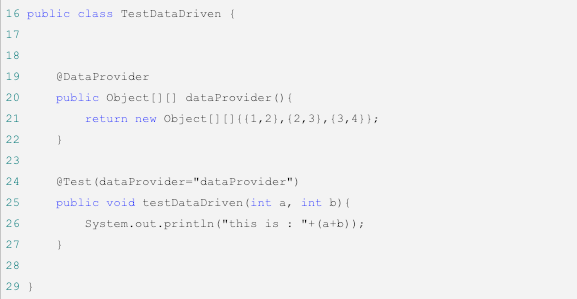 16 public class TestDataDriven {
17
18
19     @DataProvider
20     public Object[][] dataProvider(){
21         return new Object[][]{{1,2},{2,3},{3,4}};
22     }
23
24     @Test(dataProvider="dataProvider")
25     public void testDataDriven(int a, int b){
26         System.out.println("this is : "+(a+b));
27     }
28
29 }